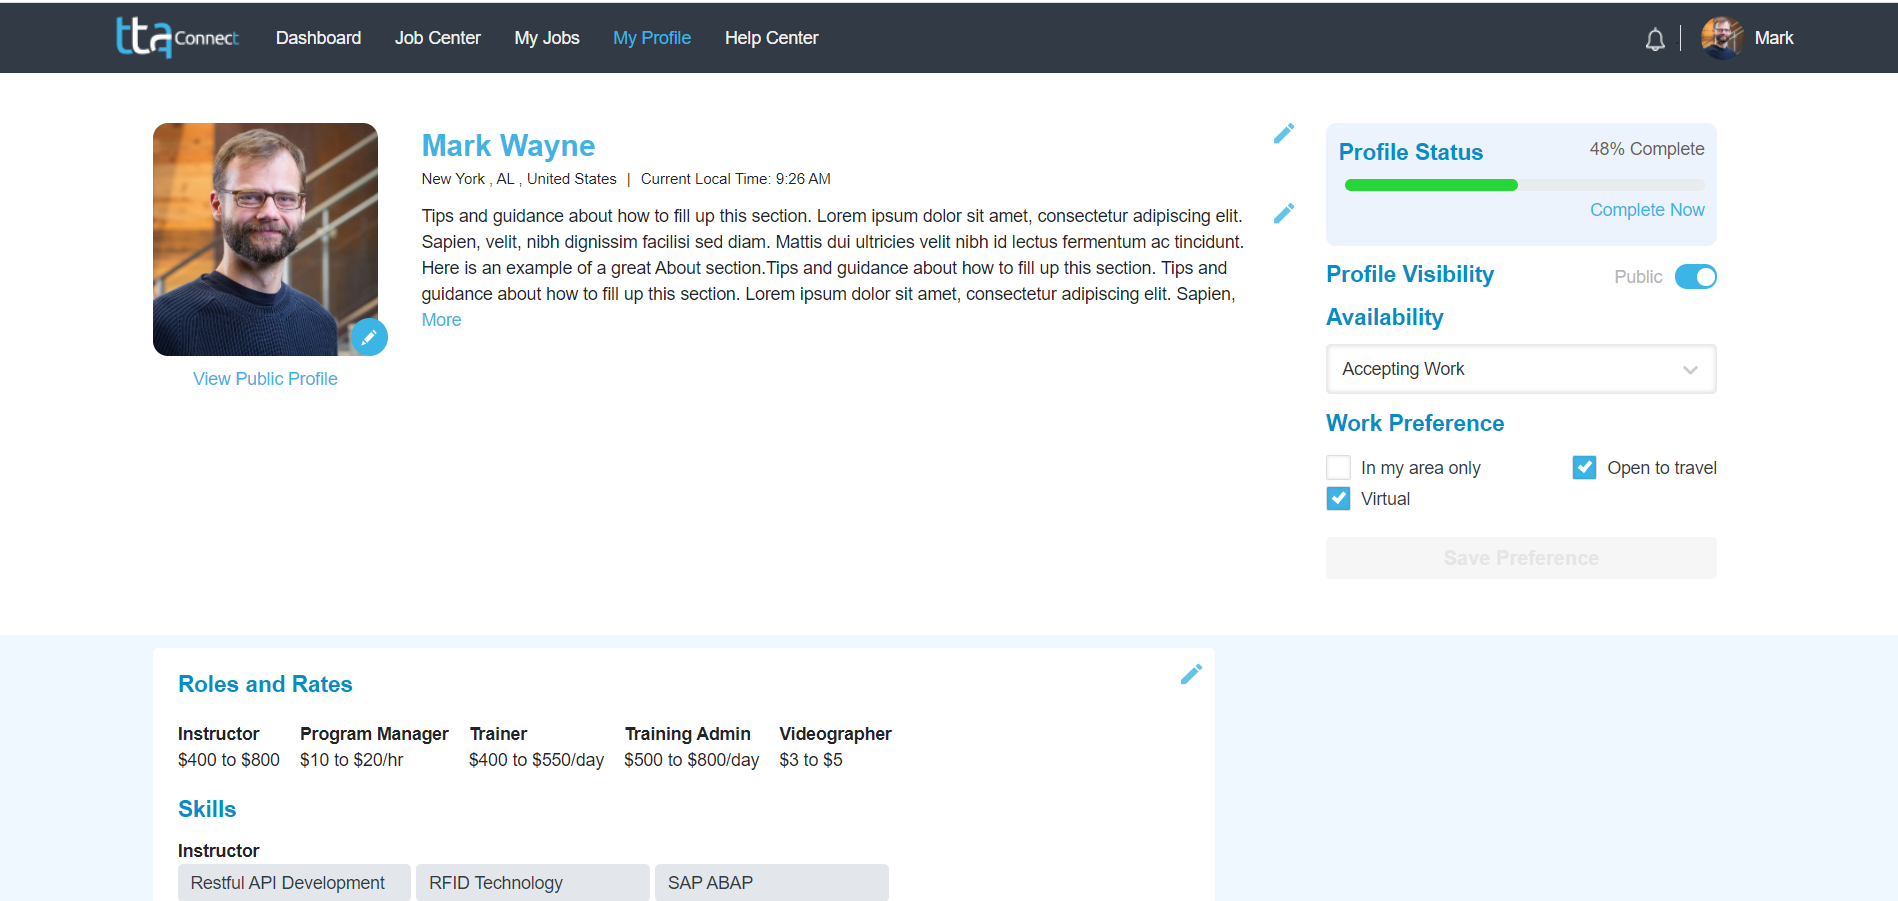 tta Connect Dashboard Job Center My Jobs My Profile Help Center Mark
Mark Wayne
New York , AL , United States | Current Local Time: 9:26 AM
Tips and guidance about how to fill up this section. Lorem ipsum dolor sit amet, consectetur adipiscing elit.
Sapien, velit, nibh dignissim facilisi sed diam. Mattis dui ultricies velit nibh id lectus fermentum ac tincidunt.
Here is an example of a great About section.Tips and guidance about how to fill up this section. Tips and
guidance about how to fill up this section. Lorem ipsum dolor sit amet, consectetur adipiscing elit. Sapien,
More
View Public Profile
Profile Status 48% Complete
Complete Now
Profile Visibility Public
Availability
Accepting Work
Work Preference
In my area only Open to travel
Virtual
Save Preference
Roles and Rates
Instructor Program Manager Trainer Training Admin Videographer
$400 to $800 $10 to $20/hr $400 to $550/day $500 to $800/day $3 to $5
Skills
Instructor
Restful API Development RFID Technology SAP ABAP